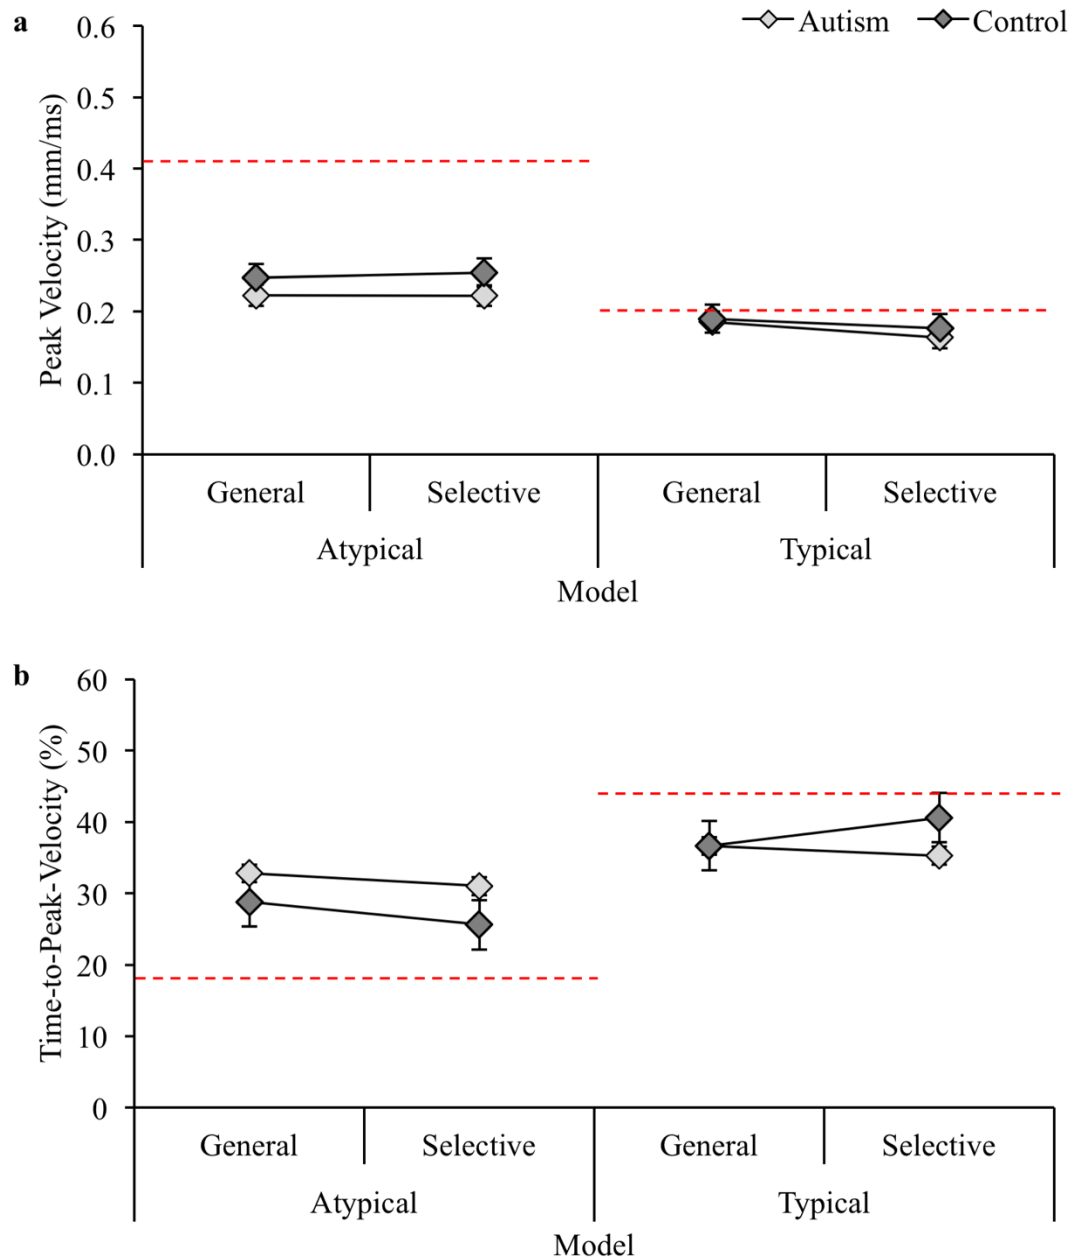 a
Autism Control
Peak Velocity (mm/ms)
0.6
0.5
0.4
0.3
0.2
0.1
0.0
General Selective General Selective
Atypical Typical
Model
b
Time-to-Peak-Velocity (%)
60
50
40
30
20
10
0
General Selective General Selective
Atypical Typical
Model